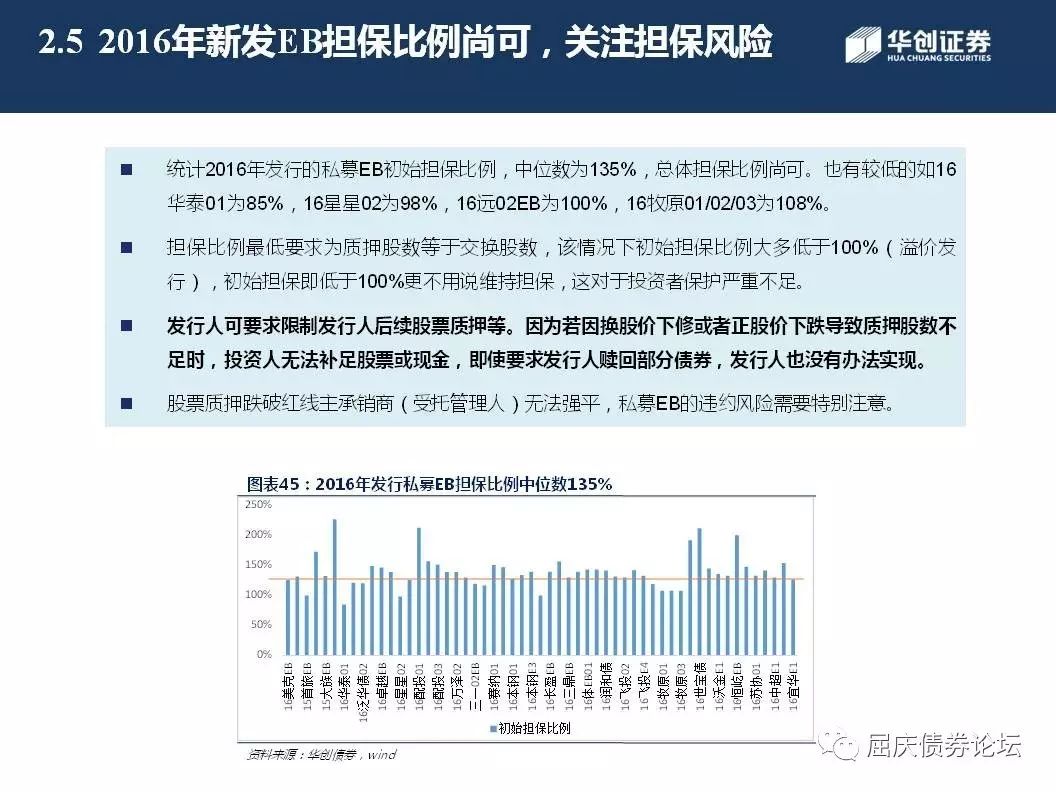 2.5 2016年新发EB担保比例尚可，关注担保风险
华创证券
HUA CHUANG SECURITIES
■ 统计2016年发行的私募EB初始担保比例，中位数为135%，总体担保比例尚可。也有较低的如16
华泰01为85%，16星星02为98%，16远02EB为100%，16牧原01/02/03为108%。
■ 担保比例最低要求为质押股数等于交换股数，该情况下初始担保比例大多低于100%（溢价发
行），初始担保即低于100%更不用说维持担保，这对于投资者保护严重不足。
■ 发行人可要求限制发行人后续股票质押等。因为若因换股价下修或者正股价下跌导致质押股数不
足时，投资人无法补足股票或现金，即使要求发行人赎回部分债券，发行人也没有办法实现。
■ 股票质押跌破红线主承销商（受托管理人）无法强平，私募EB的违约风险需要特别注意。
图表45：2016年发行私募EB担保比例中位数135%
250%
200%
150%
100%
50%
0%
16美克EB
15首旅EB
15大族EB
16华泰01
16泛华债02
16卓越EB
16星星02
16配投01
16配投03
16万泽02
三一02EB
16赛纳01
16本钢01
16本钢E3
16长盈EB
16三鼎EB
16体EB01
16润和债
16飞投02
16飞投E4
16牧原01
16牧原03
16世宝债
16沃金E1
16恒屹EB
16苏协01
16中超E1
16宜华E1
■初始担保比例
资料来源：华创债券，wind
屈庆债券论坛